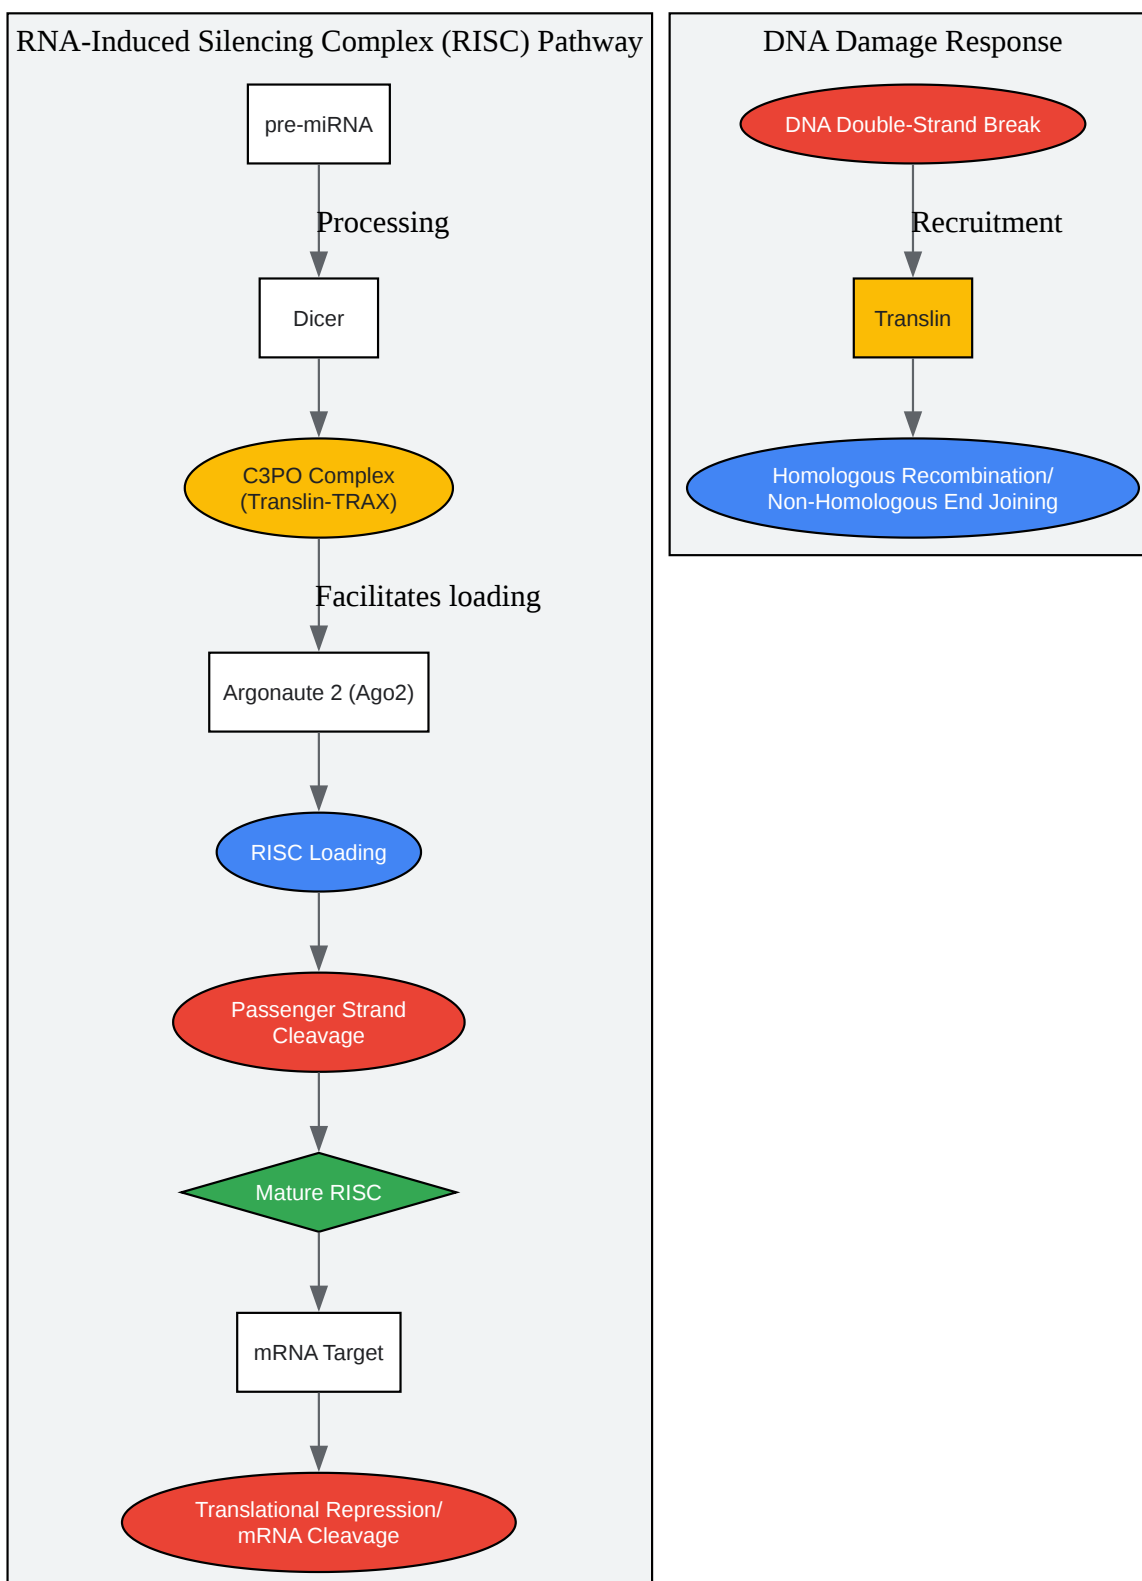 RNA-Induced Silencing Complex (RISC) Pathway
pre-miRNA
Processing
Dicer
C3PO Complex
(Translin-TRAX)
Facilitates loading
Argonaute 2 (Ago2)
RISC Loading
Passenger Strand
Cleavage
Mature RISC
mRNA Target
Translational Repression/
mRNA Cleavage
DNA Damage Response
DNA Double-Strand Break
Recruitment
Translin
Homologous Recombination/
Non-Homologous End Joining